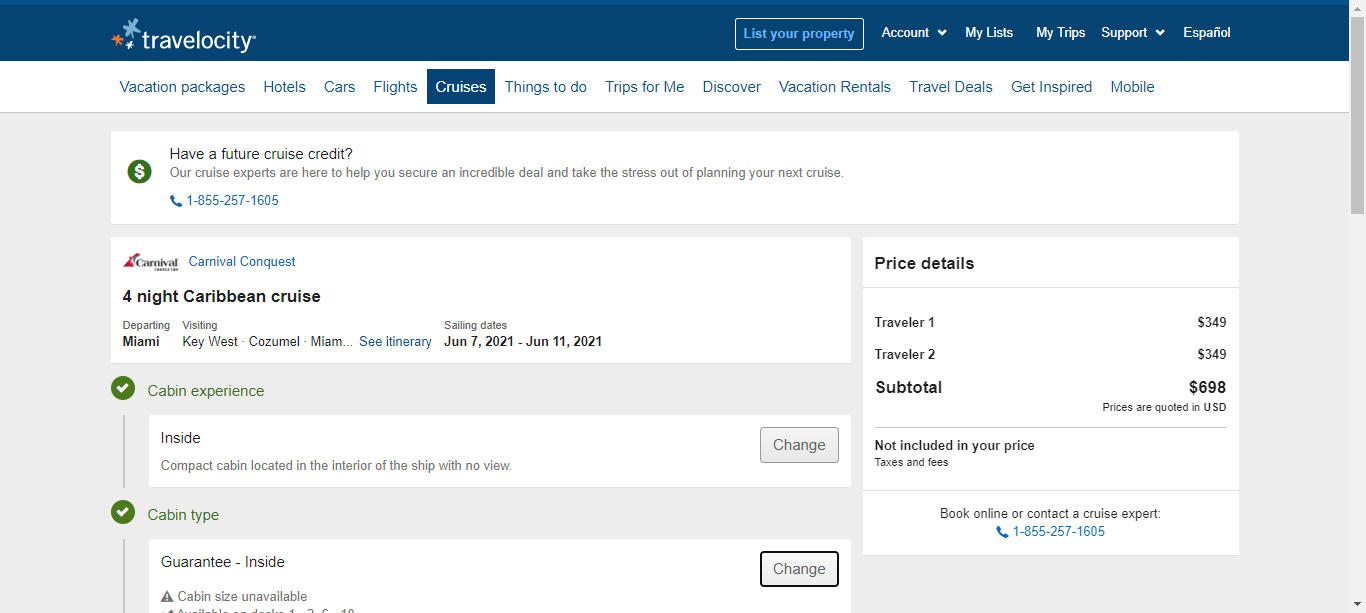 travelocity
List your property
Account
My Lists
My Trips
Support
Español
Vacation packages
Hotels
Cars
Flights
Cruises
Things to do
Trips for Me
Discover
Vacation Rentals
Travel Deals
Get Inspired
Mobile
Have a future cruise credit?
Our cruise experts are here to help you secure an incredible deal and take the stress out of planning your next cruise.
1-855-257-1605
Carnival Carnival Conquest
4 night Caribbean cruise
Departing Visiting Sailing dates
Miami Key West · Cozumel · Miam... See itinerary Jun 7, 2021 - Jun 11, 2021
Cabin experience
Inside
Compact cabin located in the interior of the ship with no view.
Change
Cabin type
Guarantee - Inside
Change
Cabin size unavailable
Price details
Traveler 1 $349
Traveler 2 $349
Subtotal $698
Prices are quoted in USD
Not included in your price
Taxes and fees
Book online or contact a cruise expert:
1-855-257-1605